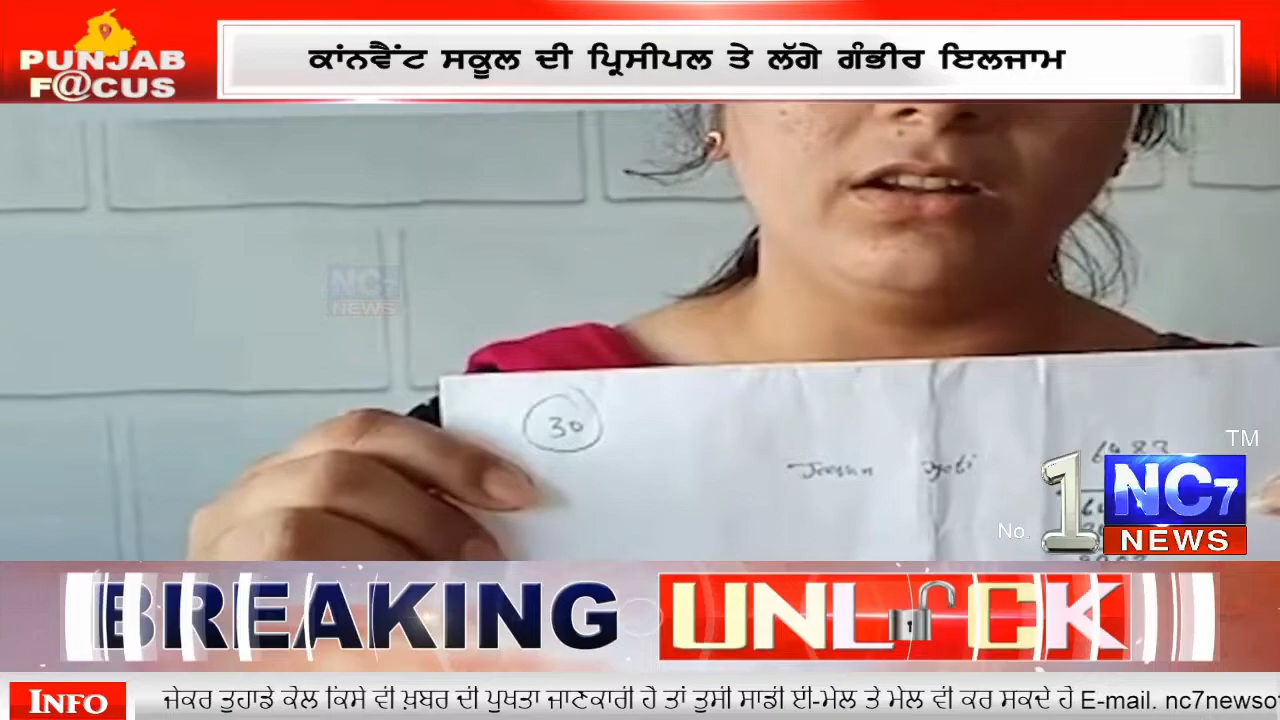 PUNJAB
F@CUS
ਕਾਂਨਵੈਂਟ ਸਕੂਲ ਦੀ ਪ੍ਰਿਸੀਪਲ ਤੇ ਲੱਗੇ ਗੰਭੀਰ ਇਲਜਾਮ
NC7
NEWS
30
Jyoti
TM
No. 1 NC7
NEWS
BREAKING UNLOCK
INFO ਜੇਕਰ ਤੁਹਾਡੇ ਕੋਲ ਕਿਸੇ ਵੀ ਖ਼ਬਰ ਦੀ ਪੁਖਤਾ ਜਾਣਕਾਰੀ ਹੈ ਤਾਂ ਤੁਸੀ ਸਾਡੀ ਈ-ਮੇਲ ਤੇ ਮੇਲ ਵੀ ਕਰ ਸਕਦੇ ਹੋ E-mail. nc7newso